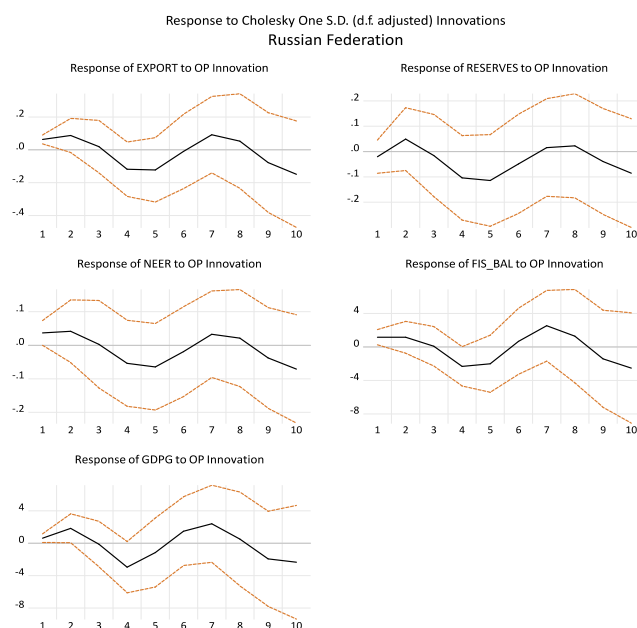 Response to Cholesky One S.D. (d.f. adjusted) Innovations
Russian Federation
Response of EXPORT to OP Innovation
.2
.0
-.2
-.4
1 2 3 4 5 6 7 8 9 10
Response of RESERVES to OP Innovation
.2
.1
.0
-.1
-.2
1 2 3 4 5 6 7 8 9 10
Response of NEER to OP Innovation
.1
.0
-.1
-.2
1 2 3 4 5 6 7 8 9 10
Response of FIS_BAL to OP Innovation
4
0
-4
-8
1 2 3 4 5 6 7 8 9 10
Response of GDPG to OP Innovation
4
0
-4
-8
1 2 3 4 5 6 7 8 9 10